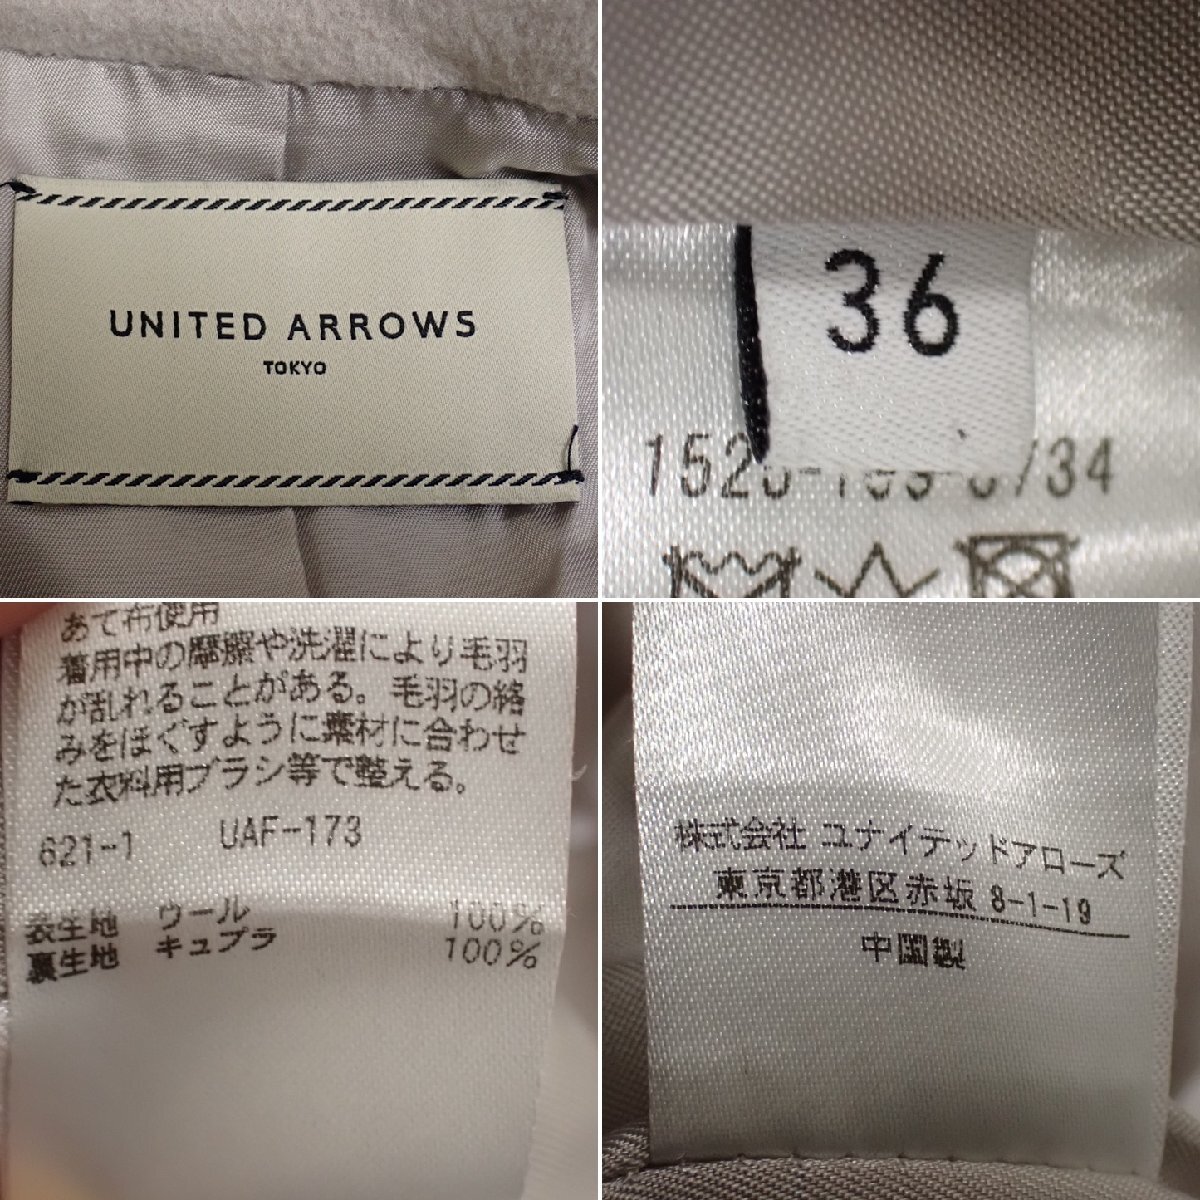 UNITED ARROWS
TOKYO
36
あて布使用
着用中の摩擦や洗濯により毛羽
が乱れることがある。毛羽の絡
みをほぐすように素材に合わせ
た衣料用ブラシ等で整える。
621-1 UAF-173
表生地 ウール 100%
裏生地 キュプラ 100%
株式会社 ユナイテッドアローズ
東京都港区赤坂 8-1-19
中国製